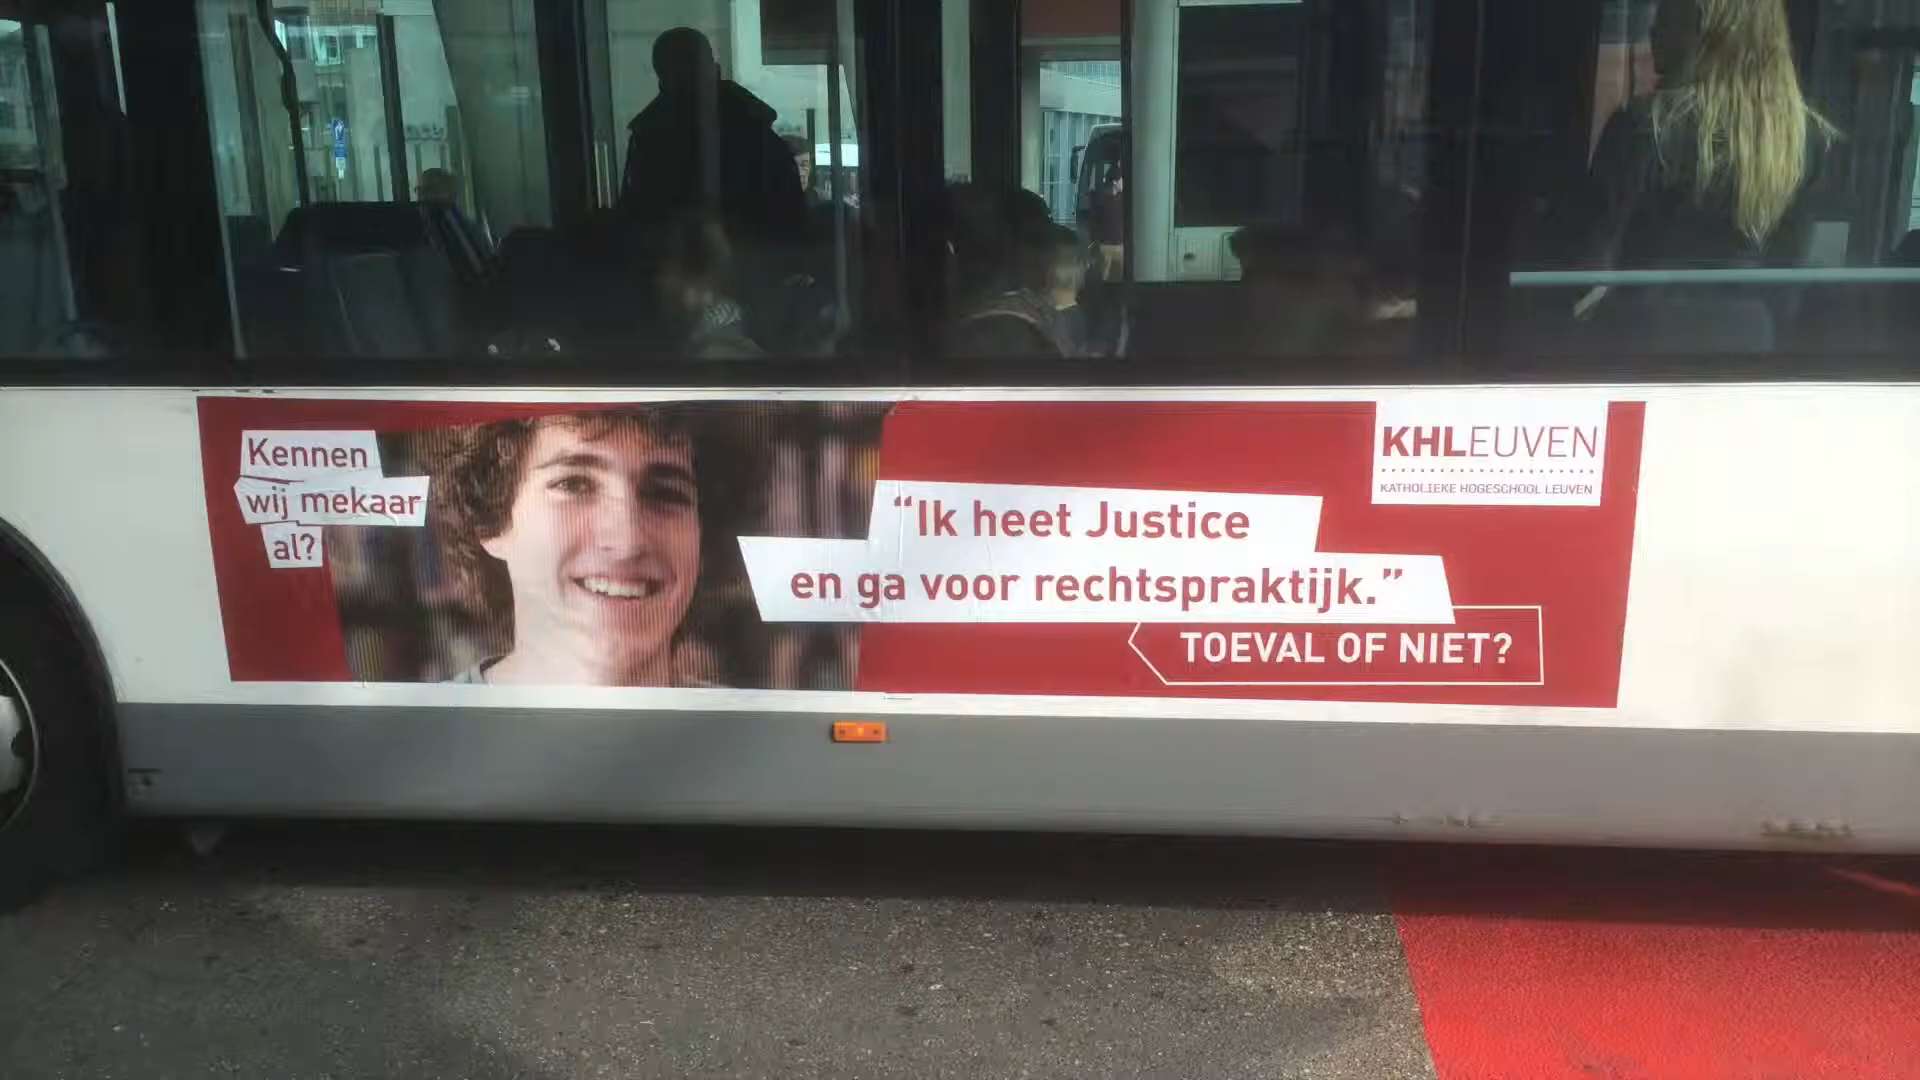 Kennen
wij mekaar
al?
“Ik heet Justice
en ga voor rechtspraktijk.”
TOEVAL OF NIET?
KHLEUVEN
KATHOLIEKE HOGESCHOOL LEUVEN